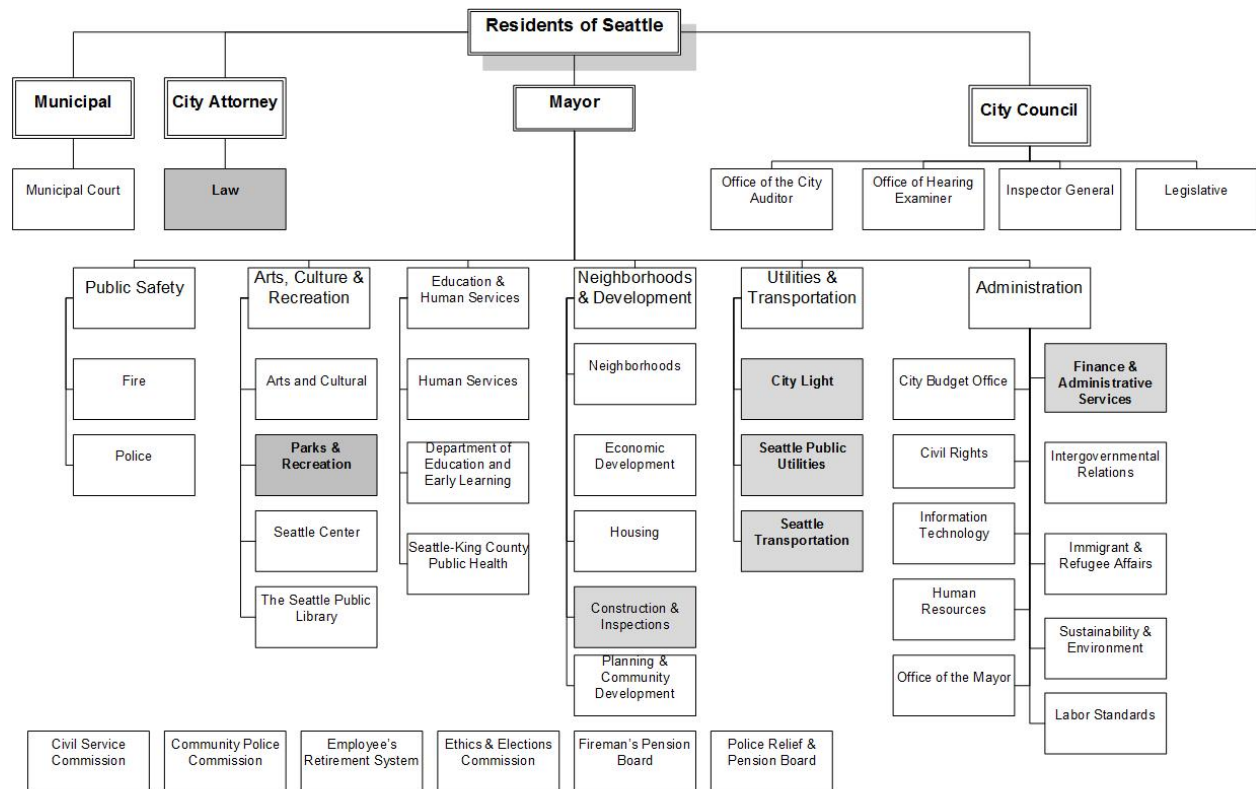 Residents of Seattle
Municipal
City Attorney
Mayor
City Council
Municipal Court
Law
Office of the City
Auditor
Office of Hearing
Examiner
Inspector General
Legislative
Public Safety
Fire
Police
Arts, Culture &
Recreation
Arts and Cultural
Parks &
Recreation
Seattle Center
The Seattle Public
Library
Education &
Human Services
Human Services
Department of
Education and
Early Learning
Seattle-King County
Public Health
Neighborhoods
& Development
Neighborhoods
Economic
Development
Housing
Construction &
Inspections
Planning &
Community
Development
Utilities &
Transportation
City Light
Seattle Public
Utilities
Seattle
Transportation
Administration
City Budget Office
Civil Rights
Information
Technology
Human
Resources
Office of the Mayor
Finance &
Administrative
Services
Intergovernmental
Relations
Immigrant &
Refugee Affairs
Sustainability &
Environment
Labor Standards
Civil Service
Commission
Community Police
Commission
Employee's
Retirement System
Ethics & Elections
Commission
Fireman's Pension
Board
Police Relief &
Pension Board